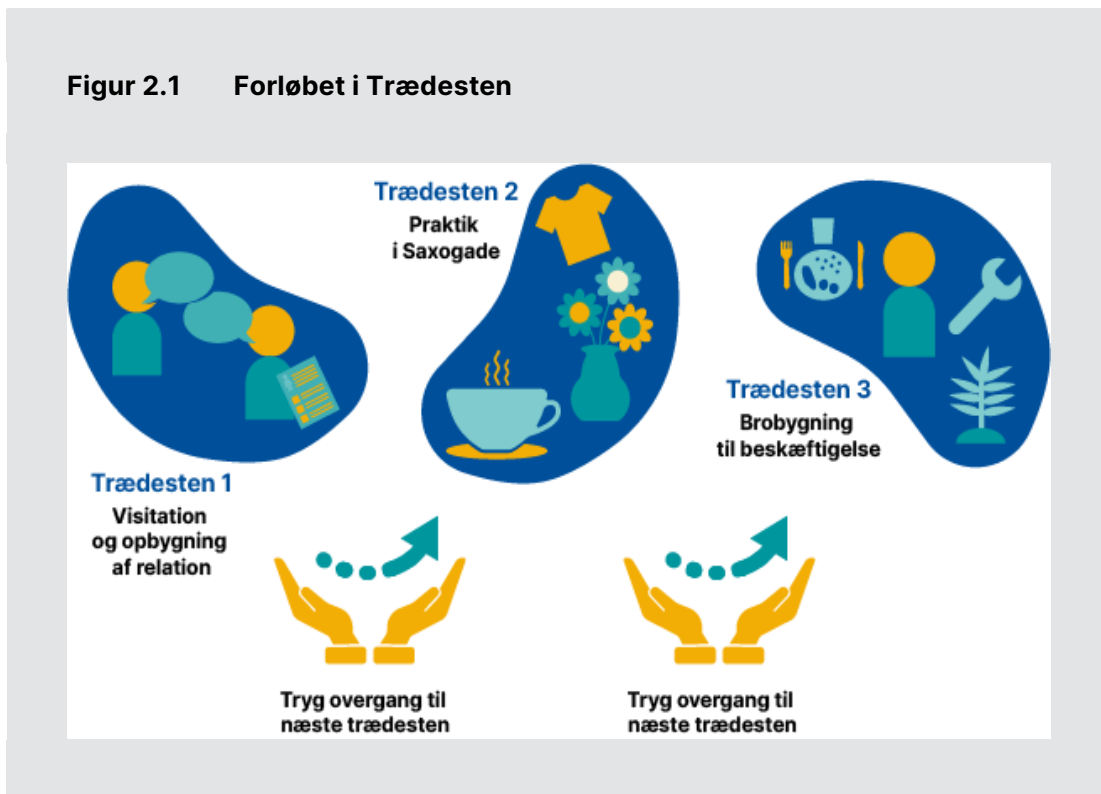 Figur 2.1 Forløbet i Trædesten
Trædesten 1
Visitation
og opbygning
af relation
Trædesten 2
Praktik
i Saxogade
Trædesten 3
Brobygning
til beskæftigelse
Tryg overgang til
næste trædesten
Tryg overgang til
næste trædesten